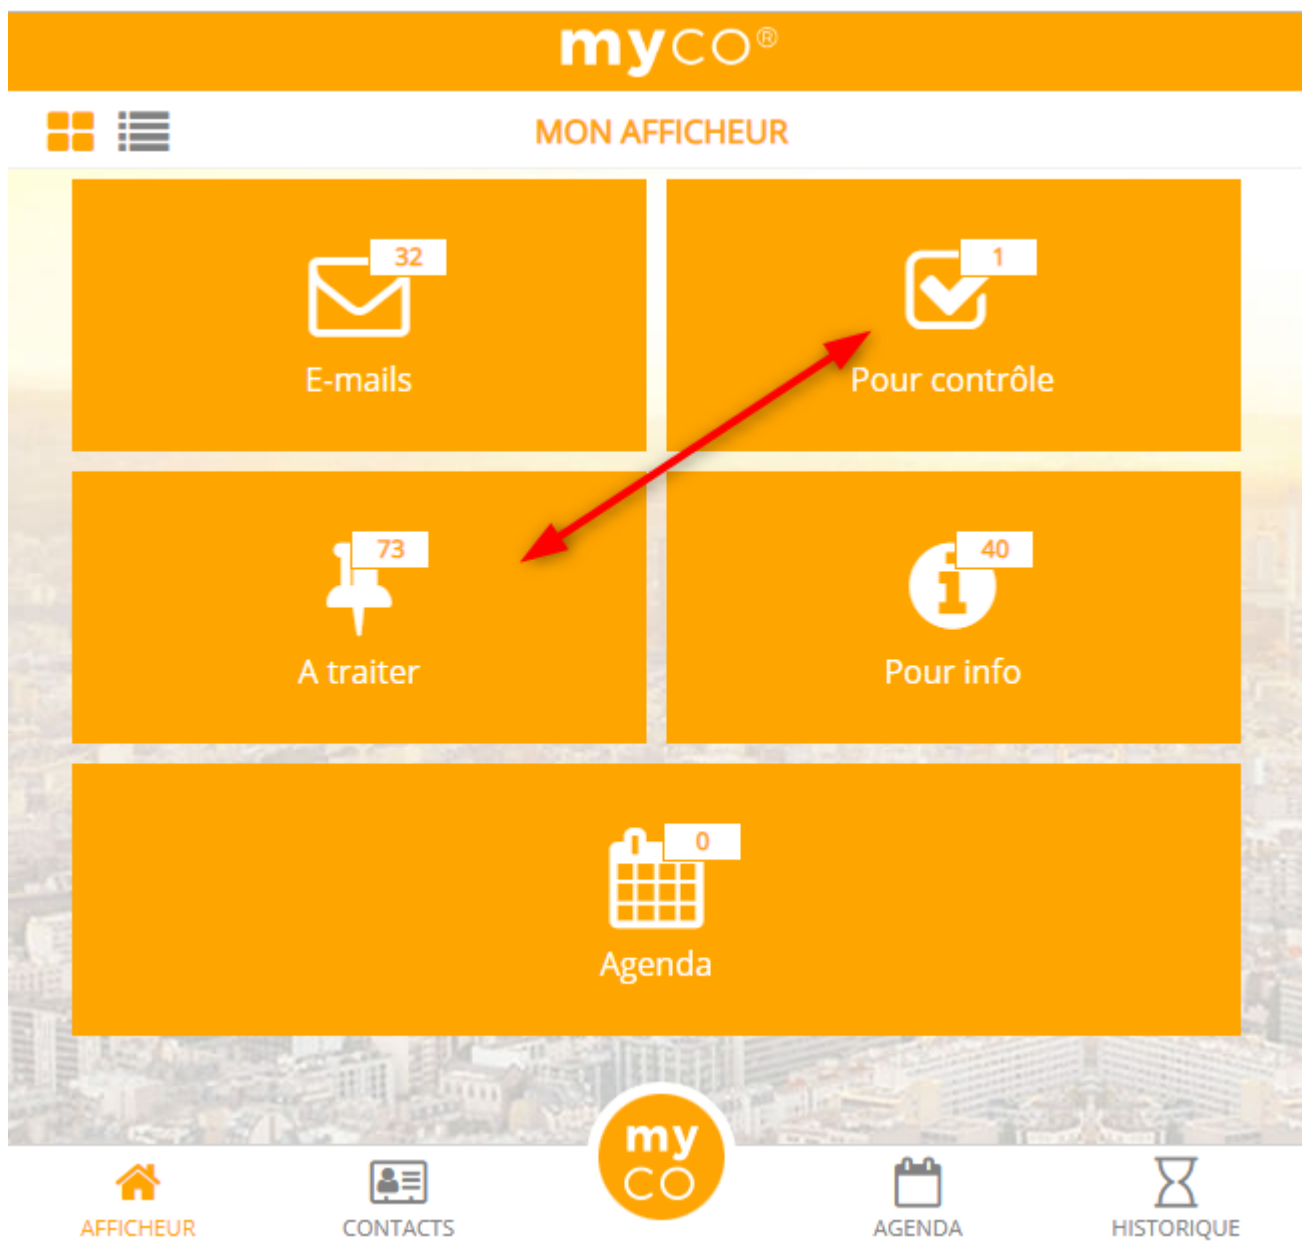 myco®
MON AFFICHEUR
32
E-mails
1
Pour contrôle
73
A traiter
40
Pour info
0
Agenda
my
co
AFFICHEUR
CONTACTS
AGENDA
HISTORIQUE